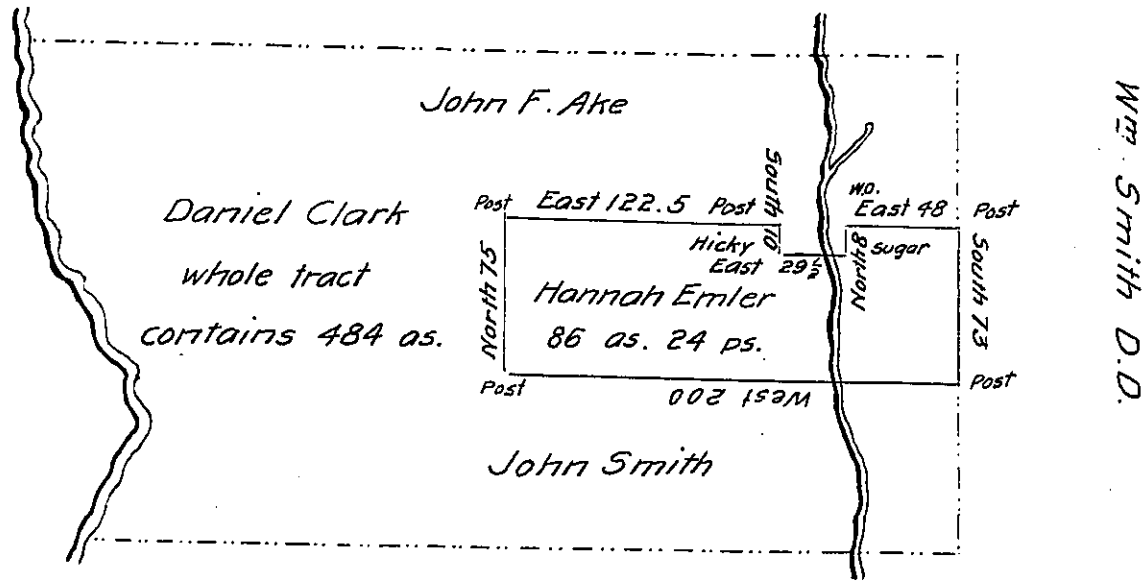 John F. Ake
Daniel Clark
whole tract
contains 484 as.
Post East 122.5 Post
South 10
W.O.
East 48 Post
Hicky
East 29 1/2
North 8
sugar
South 73
North 75
Hannah Emler
86 as. 24 ps.
Post
West 200
Post
John Smith
Wm. Smith D.D.